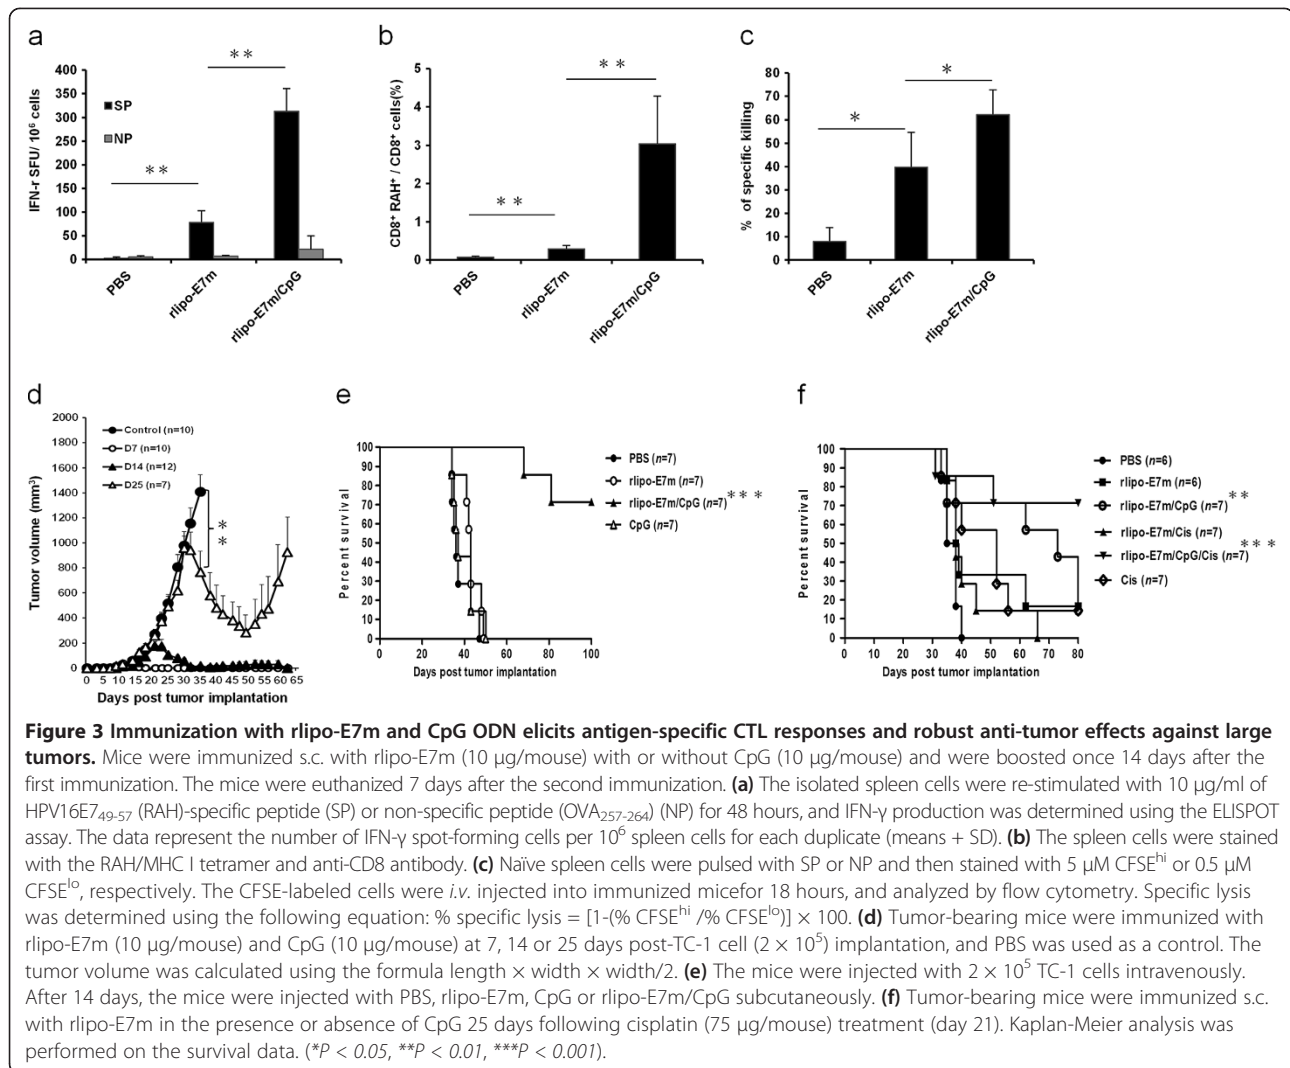 a
b
c
**
400
350
300
250
200
150
100
50
0
IFN-r SFU/ 10⁶ cells
SP
NP
**
PBS
rlipo-E7m
rlipo-E7m/CpG
**
5
4
3
2
1
0
CD8⁺ RAH⁺ / CD8⁺ cells(%)
**
PBS
rlipo-E7m
rlipo-E7m/CpG
*
80
70
60
50
40
30
20
10
0
% of specific killing
*
PBS
rlipo-E7m
rlipo-E7m/CpG
d
e
f
2000
1800
1600
1400
1200
1000
800
600
400
200
0
Tumor volume (mm³)
Control (n=10)
D7 (n=10)
D14 (n=12)
D25 (n=7)
**
0 5 10 15 20 25 30 35 40 45 50 55 60 65
Days post tumor implantation
100
90
80
70
60
50
40
30
20
10
0
Percent survival
PBS (n=7)
rlipo-E7m (n=7)
rlipo-E7m/CpG (n=7) ***
CpG (n=7)
0 20 40 60 80 100
Days post tumor implantation
100
90
80
70
60
50
40
30
20
10
0
Percent survival
PBS (n=6)
rlipo-E7m (n=6)
rlipo-E7m/CpG (n=7) **
rlipo-E7m/Cis (n=7)
rlipo-E7m/CpG/Cis (n=7) ***
Cis (n=7)
0 10 20 30 40 50 60 70 80
Days post tumor implantation
Figure 3 Immunization with rlipo-E7m and CpG ODN elicits antigen-specific CTL responses and robust anti-tumor effects against large
tumors. Mice were immunized s.c. with rlipo-E7m (10 μg/mouse) with or without CpG (10 μg/mouse) and were boosted once 14 days after the
first immunization. The mice were euthanized 7 days after the second immunization. (a) The isolated spleen cells were re-stimulated with 10 μg/ml of
HPV16E7₄₉₋₅₇ (RAH)-specific peptide (SP) or non-specific peptide (OVA₂₅₇₋₂₆₄) (NP) for 48 hours, and IFN-γ production was determined using the ELISPOT
assay. The data represent the number of IFN-γ spot-forming cells per 10⁶ spleen cells for each duplicate (means + SD). (b) The spleen cells were stained
with the RAH/MHC I tetramer and anti-CD8 antibody. (c) Naïve spleen cells were pulsed with SP or NP and then stained with 5 μM CFSEʰⁱ or 0.5 μM
CFSEˡᵒ, respectively. The CFSE-labeled cells were i.v. injected into immunized micefor 18 hours, and analyzed by flow cytometry. Specific lysis
was determined using the following equation: % specific lysis = [1-(% CFSEʰⁱ /% CFSEˡᵒ)] × 100. (d) Tumor-bearing mice were immunized with
rlipo-E7m (10 μg/mouse) and CpG (10 μg/mouse) at 7, 14 or 25 days post-TC-1 cell (2 × 10⁵) implantation, and PBS was used as a control. The
tumor volume was calculated using the formula length × width × width/2. (e) The mice were injected with 2 × 10⁵ TC-1 cells intravenously.
After 14 days, the mice were injected with PBS, rlipo-E7m, CpG or rlipo-E7m/CpG subcutaneously. (f) Tumor-bearing mice were immunized s.c.
with rlipo-E7m in the presence or absence of CpG 25 days following cisplatin (75 μg/mouse) treatment (day 21). Kaplan-Meier analysis was
performed on the survival data. (*P < 0.05, **P < 0.01, ***P < 0.001).